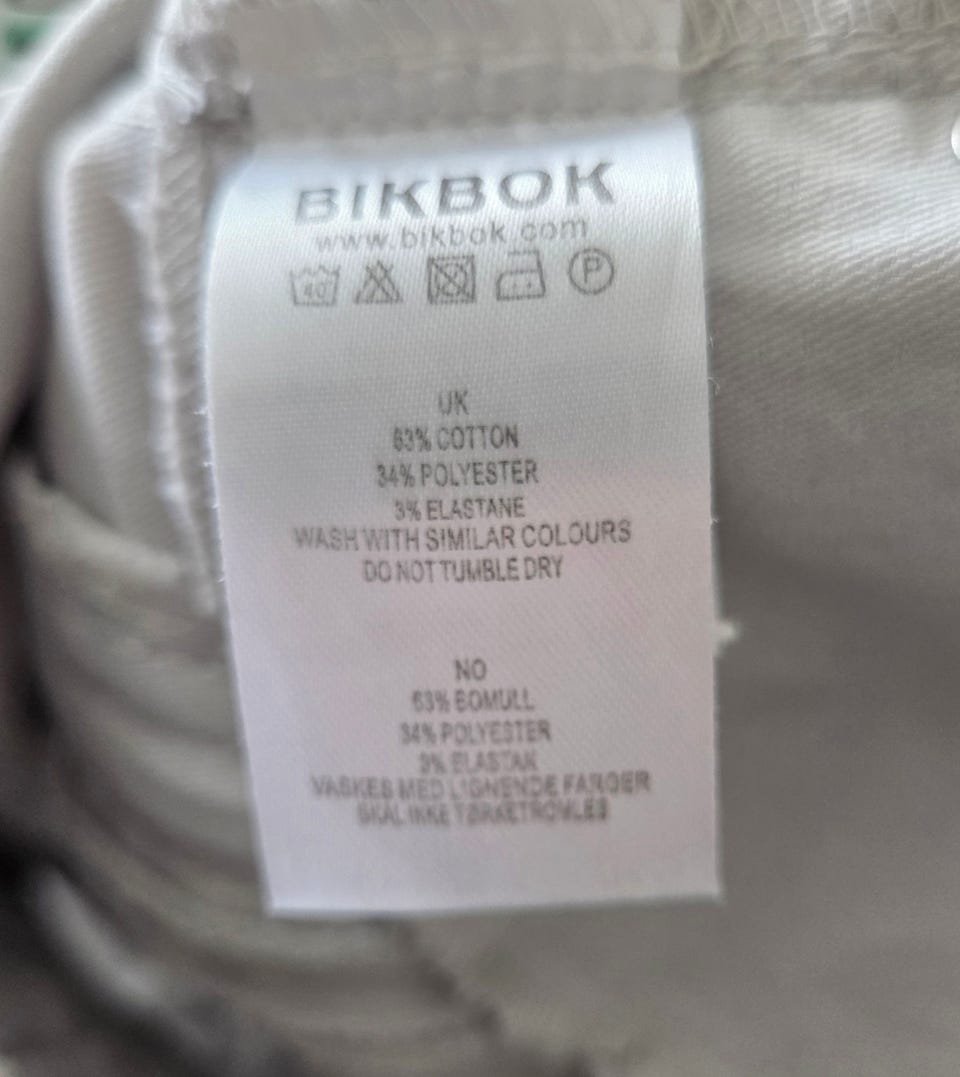 BIKBOK
www.bikbok.com
40 P
UK
63% COTTON
34% POLYESTER
3% ELASTANE
WASH WITH SIMILAR COLOURS
DO NOT TUMBLE DRY
NO
63% BOMULL
34% POLYESTER
3% ELASTAN
VASKES MED LIGNENDE FARGER
SKAL IKKE TØRKETROMLES